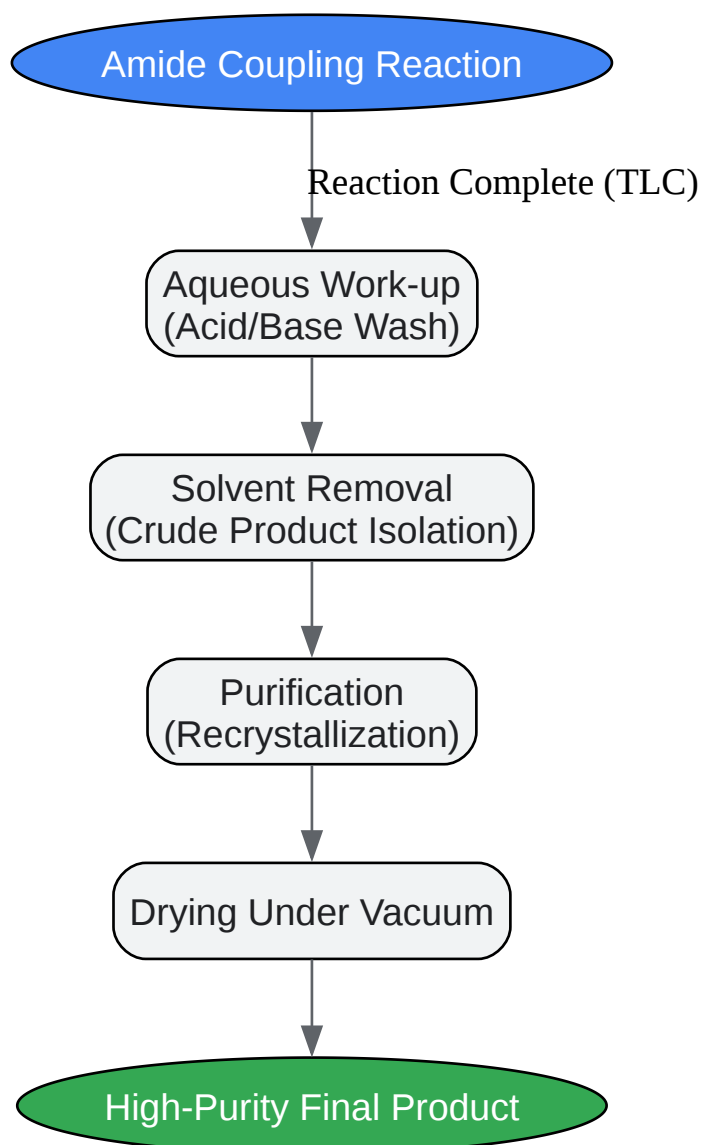 Amide Coupling Reaction
Reaction Complete (TLC)
Aqueous Work-up
(Acid/Base Wash)
Solvent Removal
(Crude Product Isolation)
Purification
(Recrystallization)
Drying Under Vacuum
High-Purity Final Product